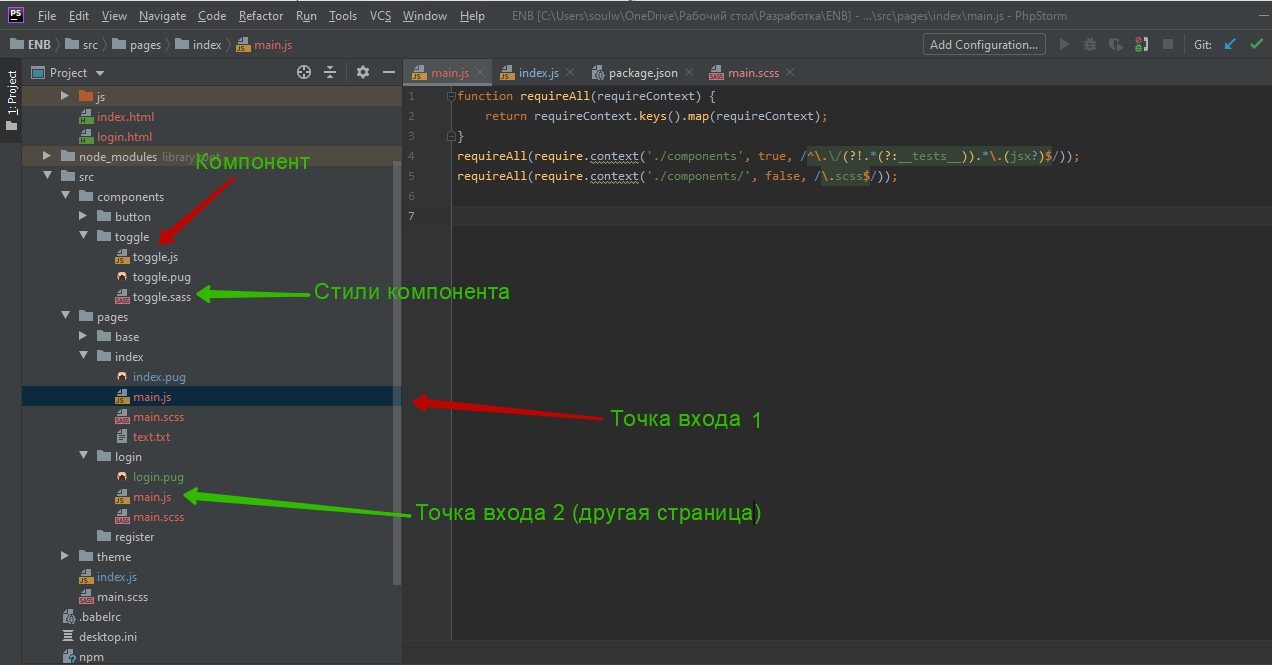 PS File Edit View Navigate Code Refactor Run Tools VCS Window Help ENB [C:\Users\soulw\OneDrive\Рабочий стол\Разработка\ENB] - ...\src\pages\index\main.js - PhpStorm
ENB src pages index main.js Add Configuration... Git:
1: Project
Project
main.js index.js package.json main.scss
js
index.html
login.html
node_modules library root
src
components
button
toggle
toggle.js
toggle.pug
toggle.sass
pages
base
index
index.pug
main.js
main.scss
text.txt
login
login.pug
main.js
main.scss
register
theme
index.js
main.scss
.babelrc
desktop.ini
npm
Компонент
Стили компонента
Точка входа 1
Точка входа 2 (другая страница)
1 function requireAll(requireContext) {
2 return requireContext.keys().map(requireContext);
3 }
4 requireAll(require.context('./components', true, /^\.\/(?!.*(?:__tests__)).*\.(jsx?)$/));
5 requireAll(require.context('./components/', false, /\.scss$/));
6
7